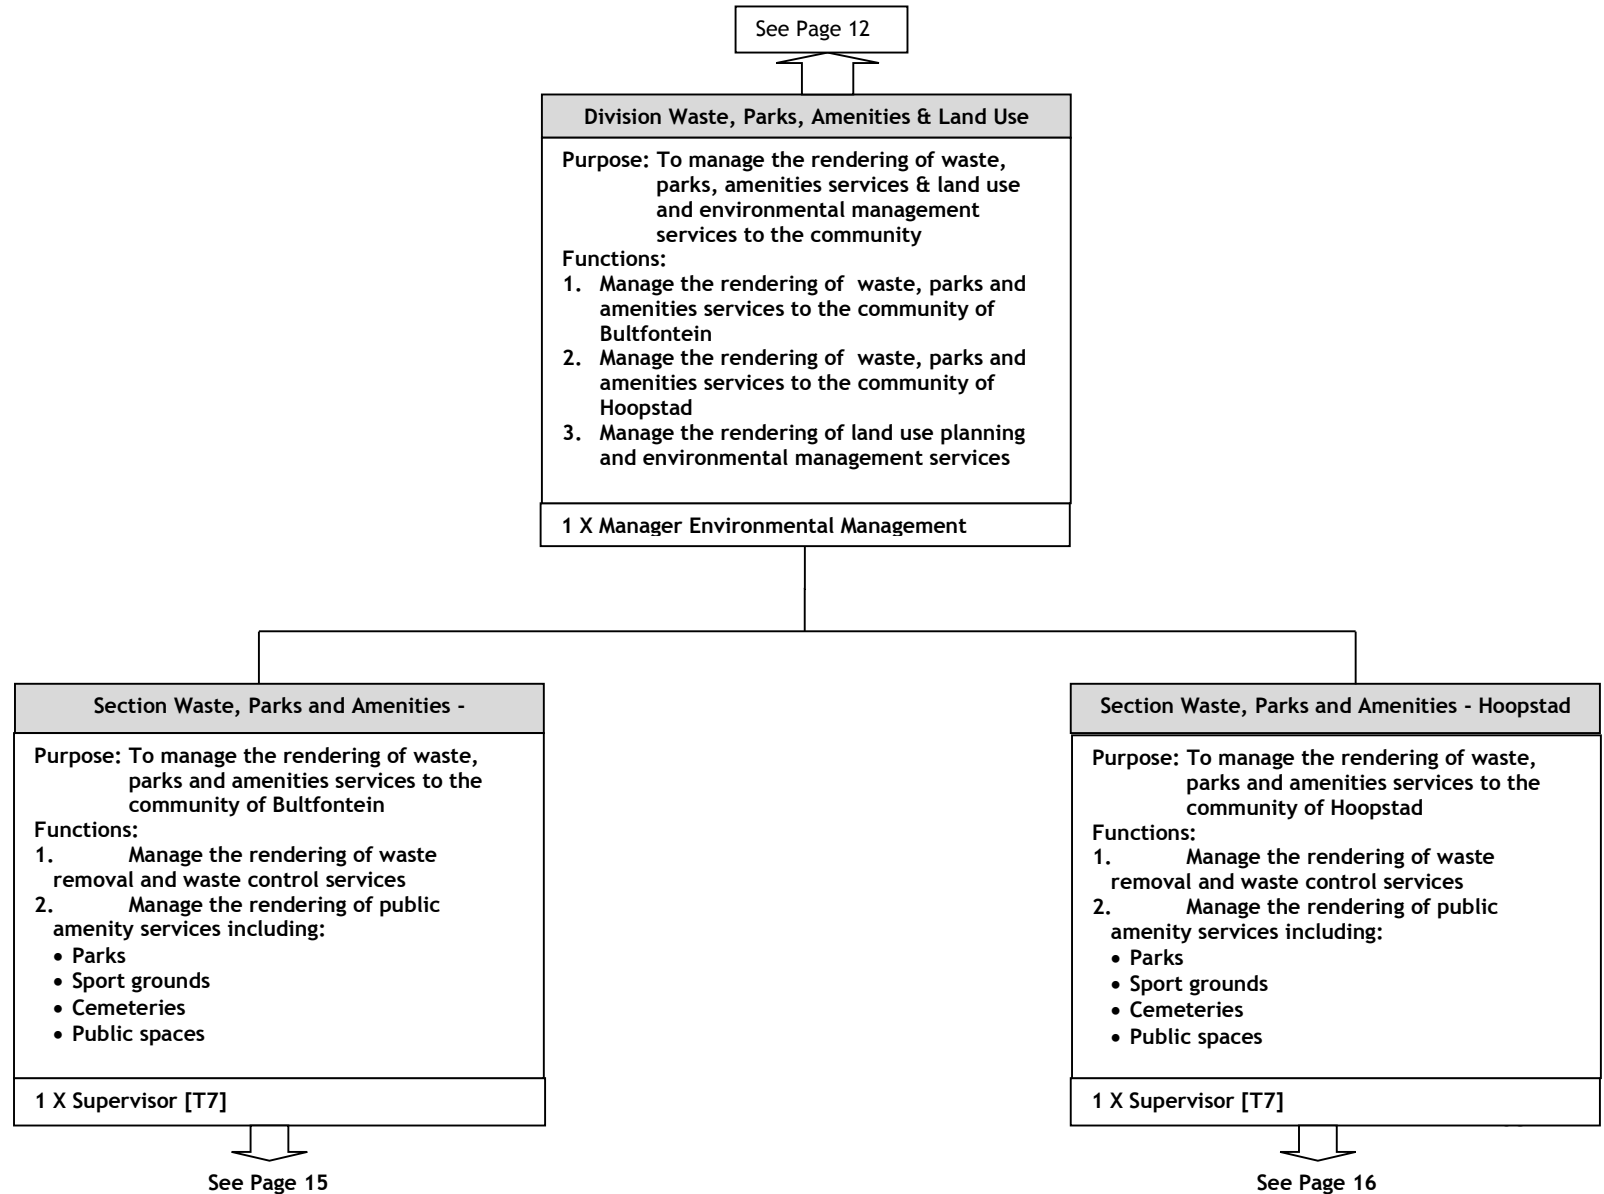 See Page 12
Division Waste, Parks, Amenities & Land Use
Purpose: To manage the rendering of waste,
parks, amenities services & land use
and environmental management
services to the community
Functions:
1. Manage the rendering of waste, parks and
amenities services to the community of
Bultfontein
2. Manage the rendering of waste, parks and
amenities services to the community of
Hoopstad
3. Manage the rendering of land use planning
and environmental management services
1 X Manager Environmental Management
Section Waste, Parks and Amenities -
Purpose: To manage the rendering of waste,
parks and amenities services to the
community of Bultfontein
Functions:
1. Manage the rendering of waste
removal and waste control services
2. Manage the rendering of public
amenity services including:
• Parks
• Sport grounds
• Cemeteries
• Public spaces
1 X Supervisor [T7]
See Page 15
Section Waste, Parks and Amenities - Hoopstad
Purpose: To manage the rendering of waste,
parks and amenities services to the
community of Hoopstad
Functions:
1. Manage the rendering of waste
removal and waste control services
2. Manage the rendering of public
amenity services including:
• Parks
• Sport grounds
• Cemeteries
• Public spaces
1 X Supervisor [T7]
See Page 16